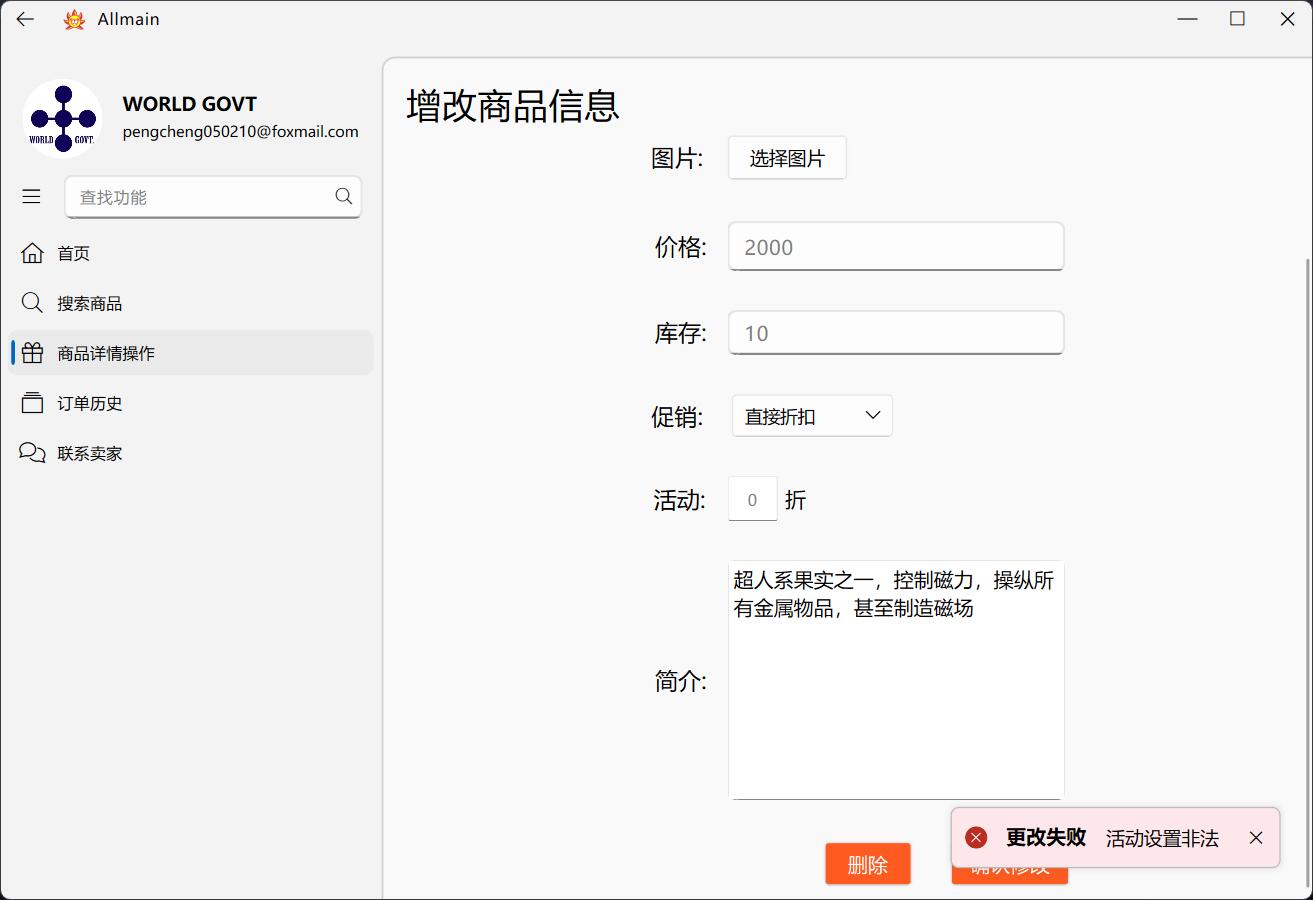 Allmain
WORLD GOVT
pengcheng050210@foxmail.com
WORLD GOVT.
查找功能
首页
搜索商品
商品详情操作
订单历史
联系卖家
增改商品信息
图片: 选择图片
价格: 2000
库存: 10
促销: 直接折扣
活动: 0 折
简介:
超人系果实之一，控制磁力，操纵所
有金属物品，甚至制造磁场
更改失败 活动设置非法
删除 确认修改